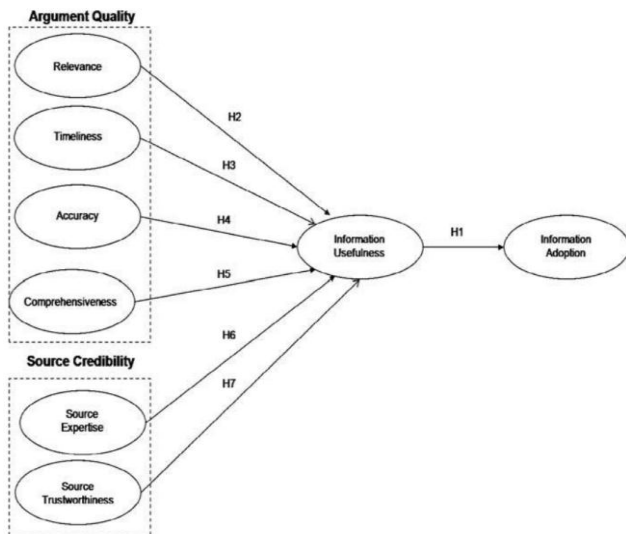 Argument Quality
Relevance
H2
Timeliness
H3
Accuracy
H4
Information
Usefulness
H1
Information
Adoption
H5
Comprehensiveness
H6
Source Credibility
H7
Source
Expertise
Source
Trustworthiness